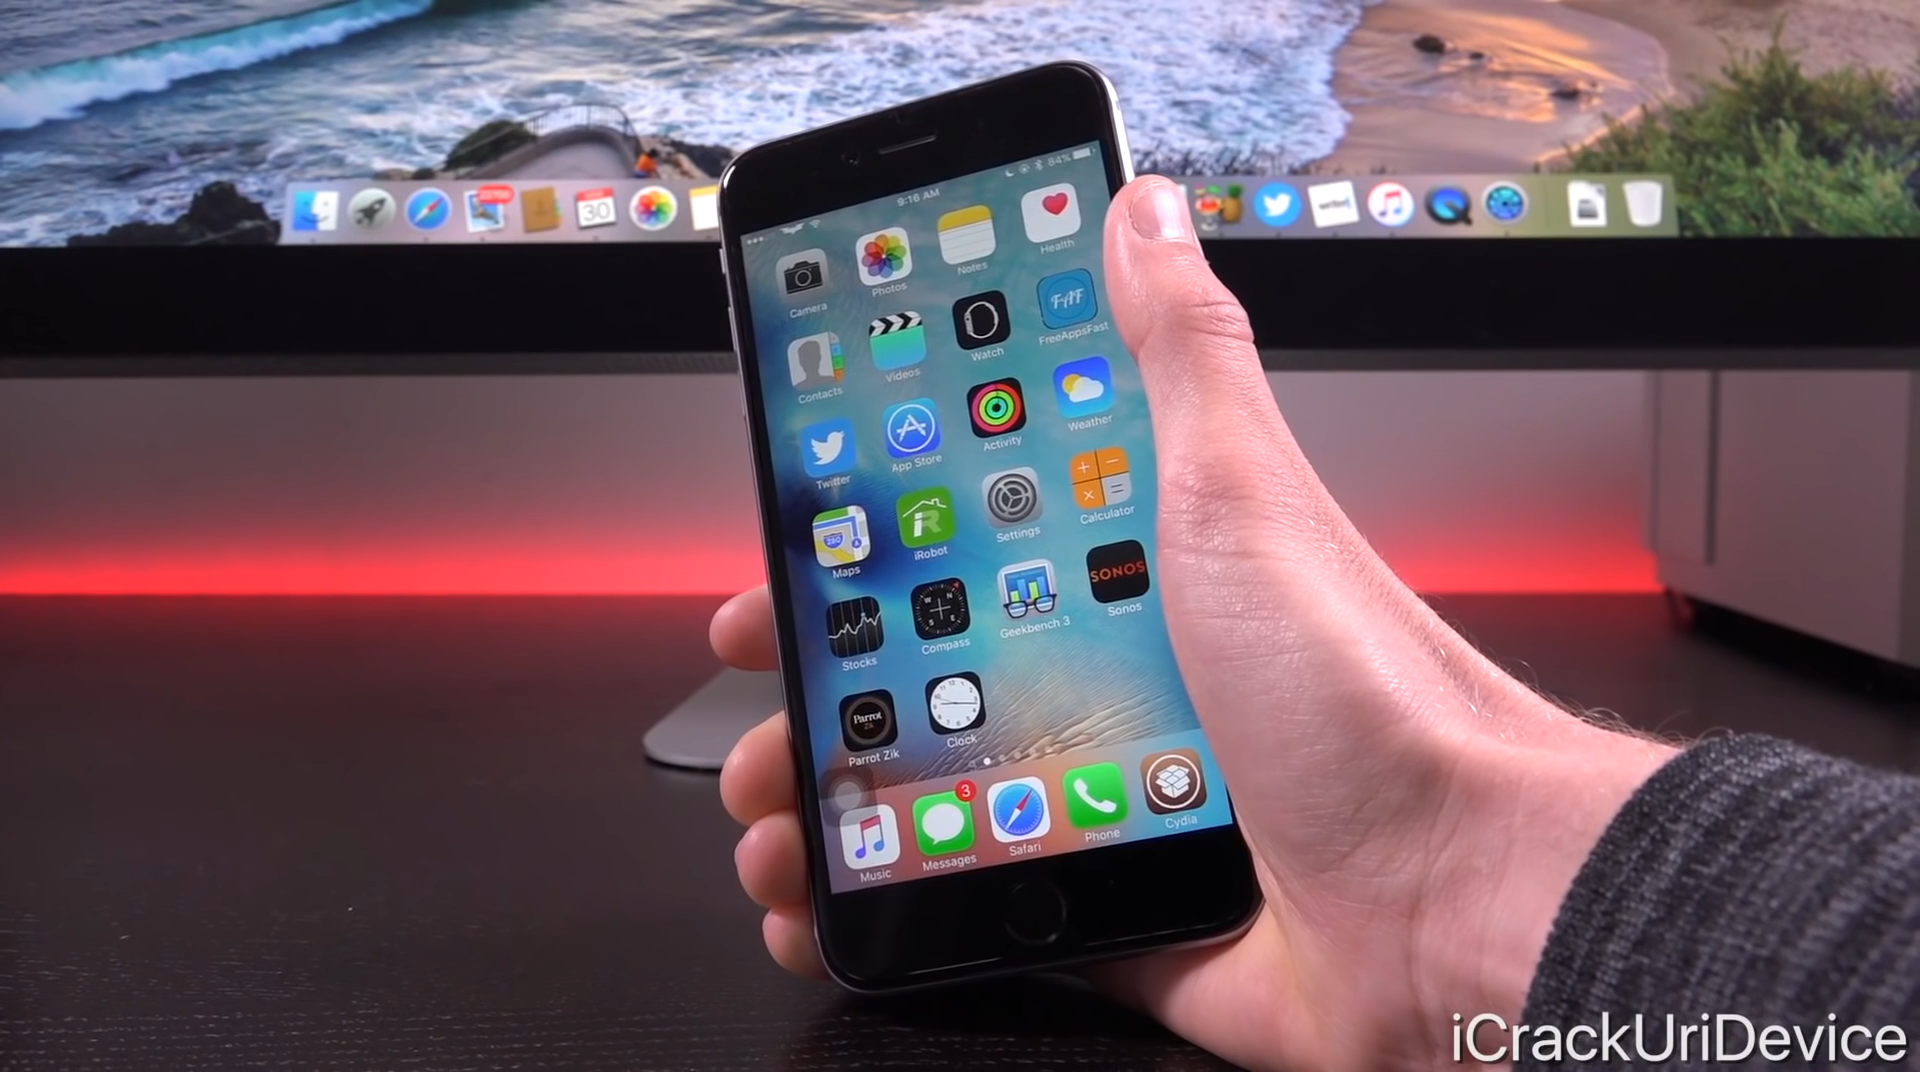 30
9:16 AM
84%
Camera
Photos
Notes
Health
Contacts
Videos
Watch
FAF
FreeAppsFast
Twitter
App Store
Activity
Weather
280
Maps
iR
iRobot
Settings
Calculator
Stocks
N
W
E
S
Compass
Geekbench 3
SONOS
Sonos
Parrot
Zik
Parrot Zik
Clock
3
Music
Messages
Safari
Phone
Cydia
iCrackUriDevice